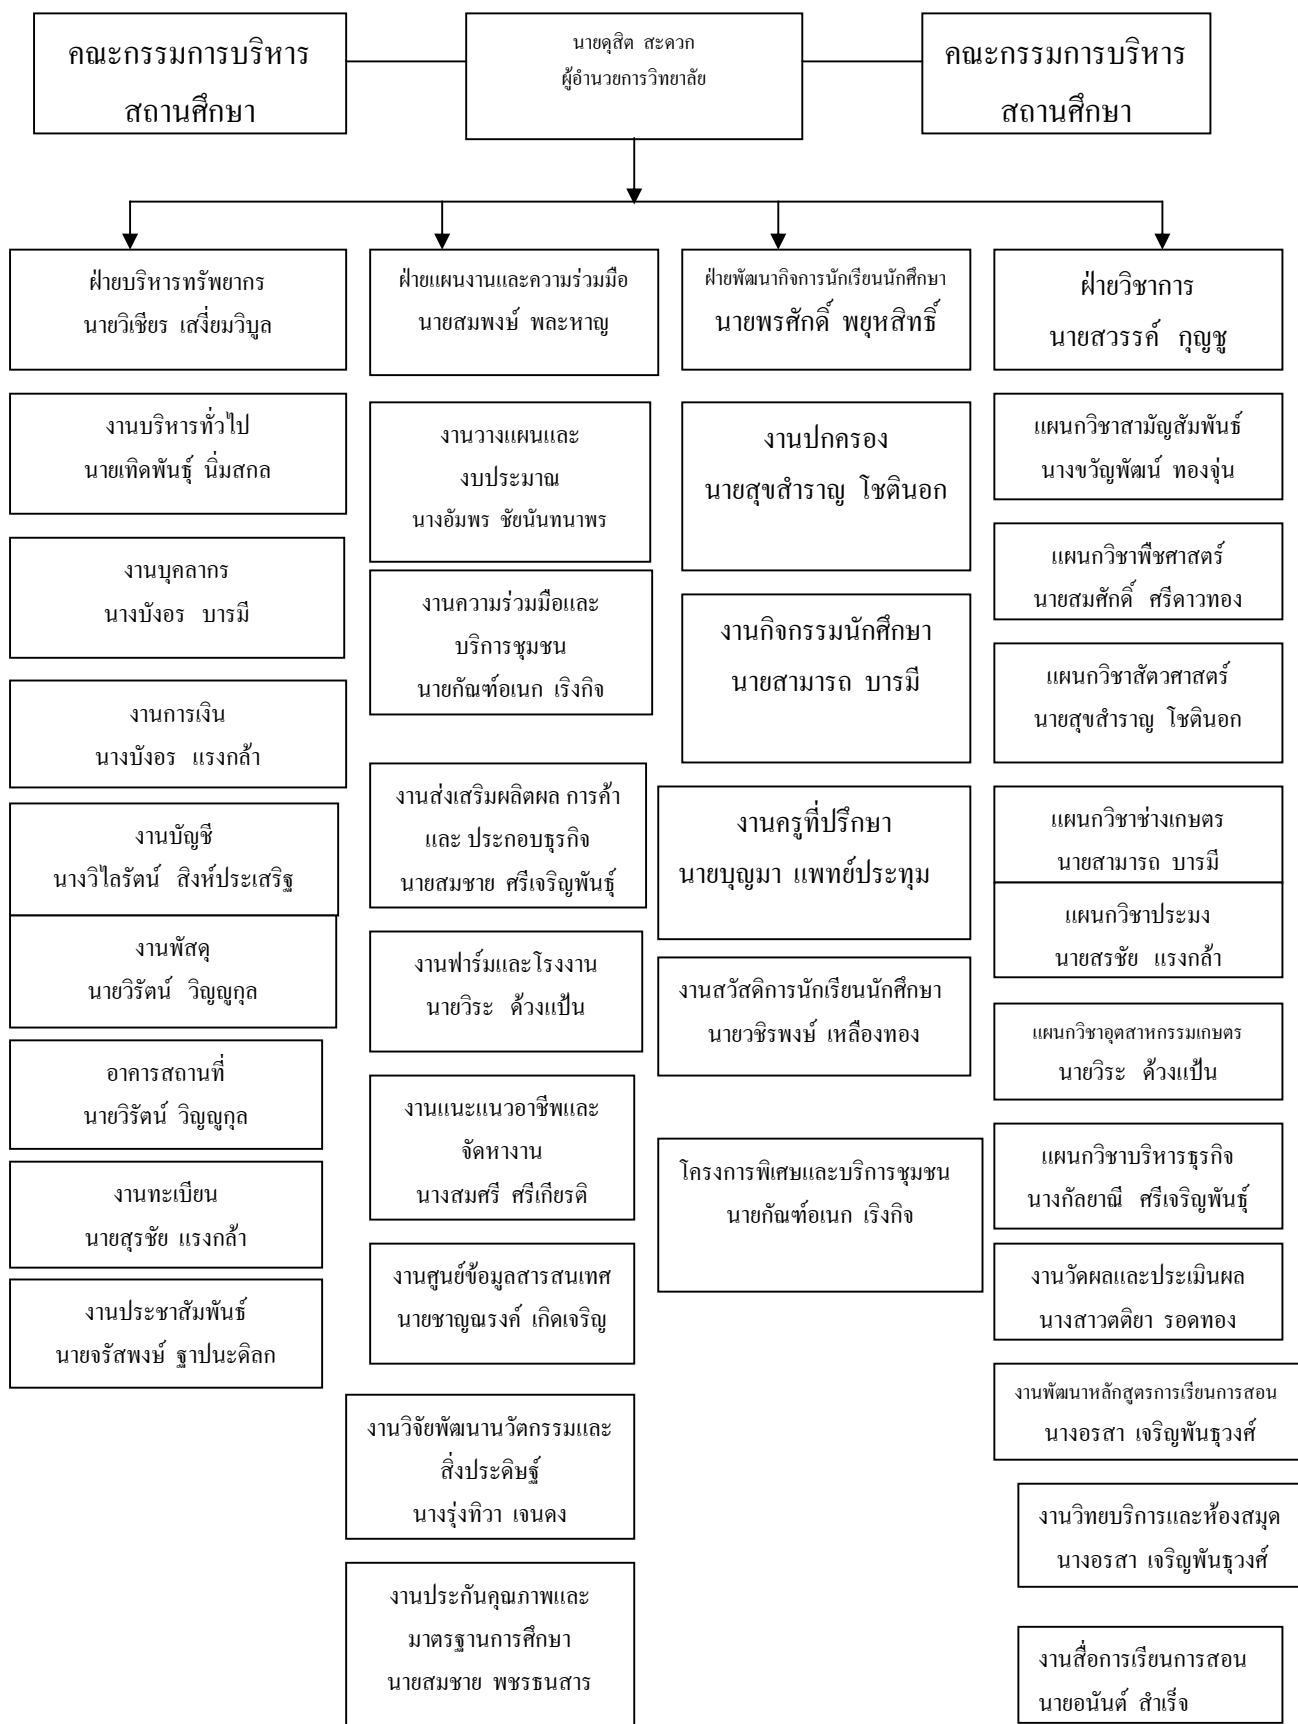 คณะกรรมการบริหาร
สถานศึกษา
นายดุสิต สะดวก
ผู้อำนวยการวิทยาลัย
คณะกรรมการบริหาร
สถานศึกษา
ฝ่ายบริหารทรัพยากร
นายวิเชียร เสงี่ยมวิบูล
ฝ่ายแผนงานและความร่วมมือ
นายสมพงษ์ พละหาญ
ฝ่ายพัฒนากิจการนักเรียนนักศึกษา
นายพรศักดิ์ พยุหสิทธิ์
ฝ่ายวิชาการ
นายสวรรค์ กุญชู
งานบริหารทั่วไป
นายเทิดพันธุ์ นิ่มสกล
งานบุคลากร
นางบังอร บารมี
งานการเงิน
นางบังอร แรงกล้า
งานบัญชี
นางวิไลรัตน์ สิงห์ประเสริฐ
งานพัสดุ
นายวิรัตน์ วิญญูกุล
อาคารสถานที่
นายวิรัตน์ วิญญูกุล
งานทะเบียน
นายสุรชัย แรงกล้า
งานประชาสัมพันธ์
นายจรัสพงษ์ ฐาปนะดิลก
งานวางแผนและ
งบประมาณ
นางอัมพร ชัยนันทนาพร
งานความร่วมมือและ
บริการชุมชน
นายกัณฑ์อเนก เริงกิจ
งานส่งเสริมผลิตผล การค้า
และ ประกอบธุรกิจ
นายสมชาย ศรีเจริญพันธุ์
งานฟาร์มและโรงงาน
นายวิระ ด้วงแป้น
งานแนะแนวอาชีพและ
จัดหางาน
นางสมศรี ศรีเกียรติ
งานศูนย์ข้อมูลสารสนเทศ
นายชาญณรงค์ เกิดเจริญ
งานวิจัยพัฒนานวัตกรรมและ
สิ่งประดิษฐ์
นางรุ่งทิวา เจนดง
งานประกันคุณภาพและ
มาตรฐานการศึกษา
นายสมชาย พชรธนสาร
งานปกครอง
นายสุขสำราญ โชตินอก
งานกิจกรรมนักศึกษา
นายสามารถ บารมี
งานครูที่ปรึกษา
นายบุญมา แพทย์ประทุม
งานสวัสดิการนักเรียนนักศึกษา
นายวชิรพงษ์ เหลืองทอง
โครงการพิเศษและบริการชุมชน
นายกัณฑ์อเนก เริงกิจ
แผนกวิชาสามัญสัมพันธ์
นางขวัญพัฒน์ ทองจุ่น
แผนกวิชาพืชศาสตร์
นายสมศักดิ์ ศรีดาวทอง
แผนกวิชาสัตวศาสตร์
นายสุขสำราญ โชตินอก
แผนกวิชาช่างเกษตร
นายสามารถ บารมี
แผนกวิชาประมง
นายสรชัย แรงกล้า
แผนกวิชาอุตสาหกรรมเกษตร
นายวิระ ด้วงแป้น
แผนกวิชาบริหารธุรกิจ
นางกัลยาณี ศรีเจริญพันธุ์
งานวัดผลและประเมินผล
นางสาวตติยา รอดทอง
งานพัฒนาหลักสูตรการเรียนการสอน
นางอรสา เจริญพันธุวงศ์
งานวิทยบริการและห้องสมุด
นางอรสา เจริญพันธุวงศ์
งานสื่อการเรียนการสอน
นายอนันต์ สำเร็จ